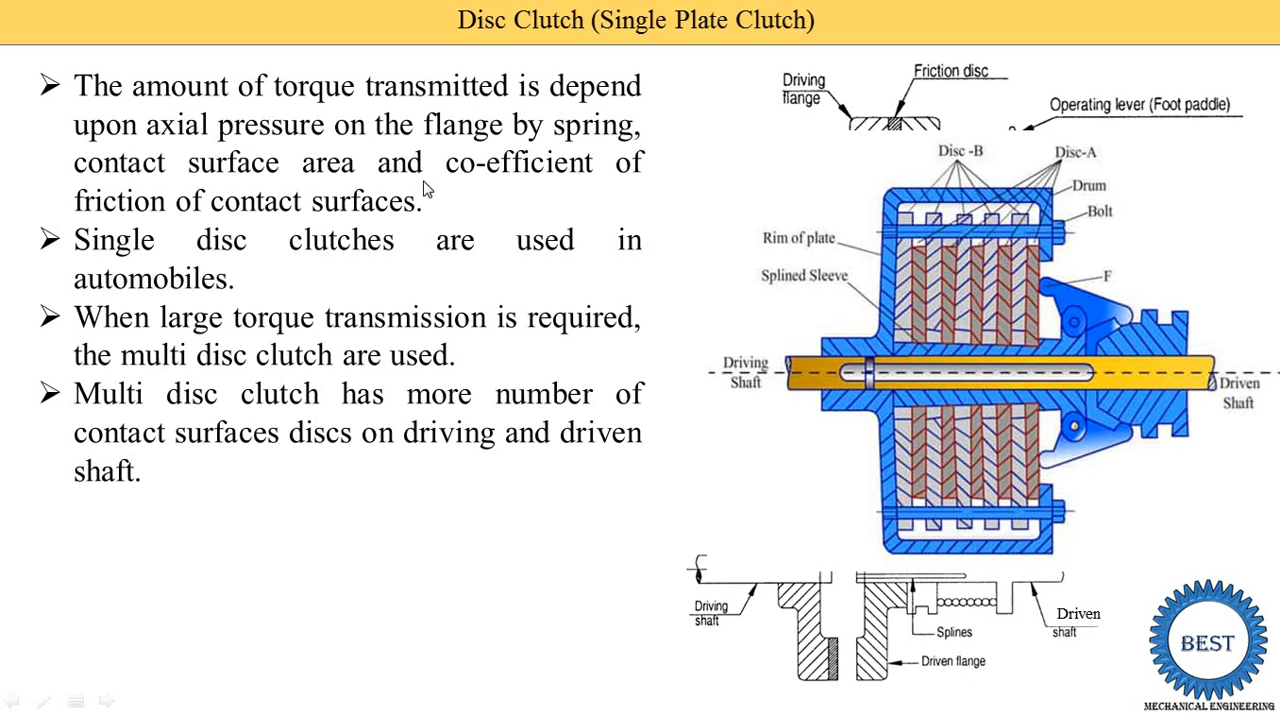 Disc Clutch (Single Plate Clutch)
➢ The amount of torque transmitted is depend
upon axial pressure on the flange by spring,
contact surface area and co-efficient of
friction of contact surfaces.
➢ Single disc clutches are used in
automobiles.
➢ When large torque transmission is required,
the multi disc clutch are used.
➢ Multi disc clutch has more number of
contact surfaces discs on driving and driven
shaft.
Friction disc
Driving
flange
Operating lever (Foot paddle)
Disc -B
Disc-A
Drum
Bolt
Rim of plate
Splined Sleeve
F
Driving
Shaft
Driven
Shaft
Driving
shaft
Driven
shaft
Splines
Driven flange
BEST
MECHANICAL ENGINEERING